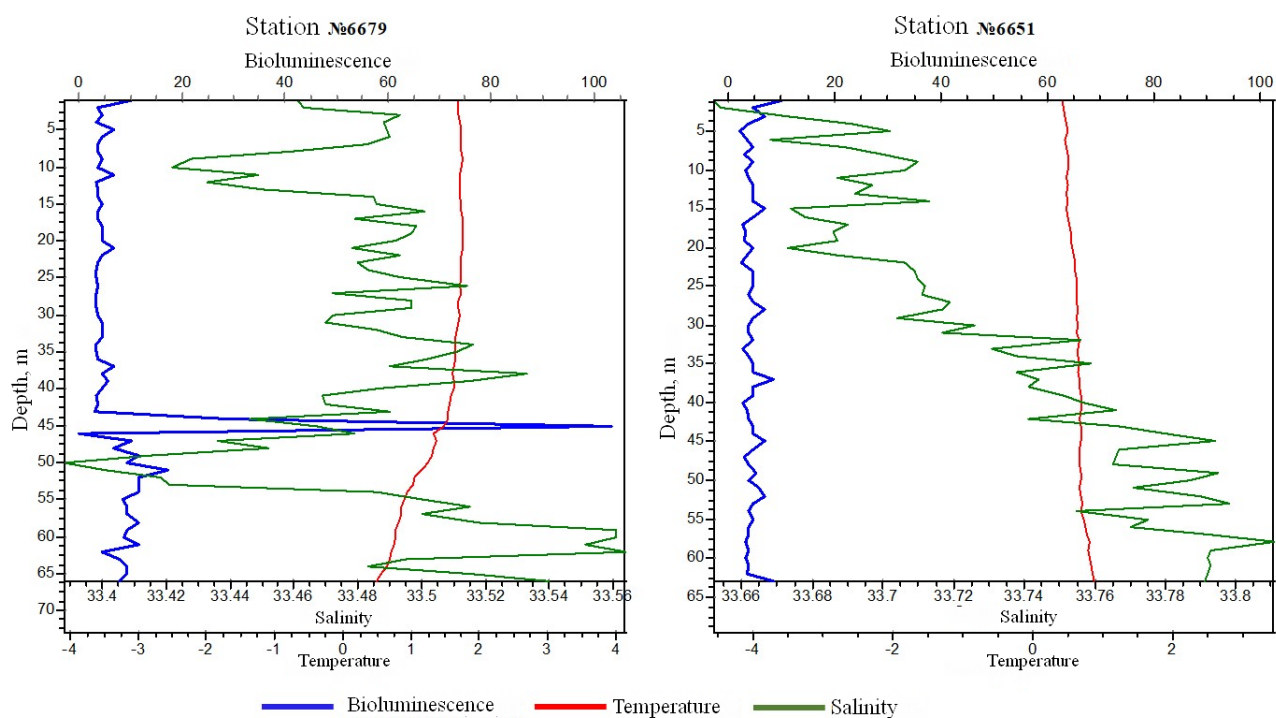 Station №6679
Bioluminescence
0 20 40 60 80 100
Depth, m
5
10
15
20
25
30
35
40
45
50
55
60
65
70
33.4 33.42 33.44 33.46 33.48 33.5 33.52 33.54 33.56
Salinity
-4 -3 -2 -1 0 1 2 3 4
Temperature
Station №6651
Bioluminescence
0 20 40 60 80 100
Depth, m
5
10
15
20
25
30
35
40
45
50
55
60
65
33.66 33.68 33.7 33.72 33.74 33.76 33.78 33.8
Salinity
-4 -2 0 2
Temperature
Bioluminescence Temperature Salinity